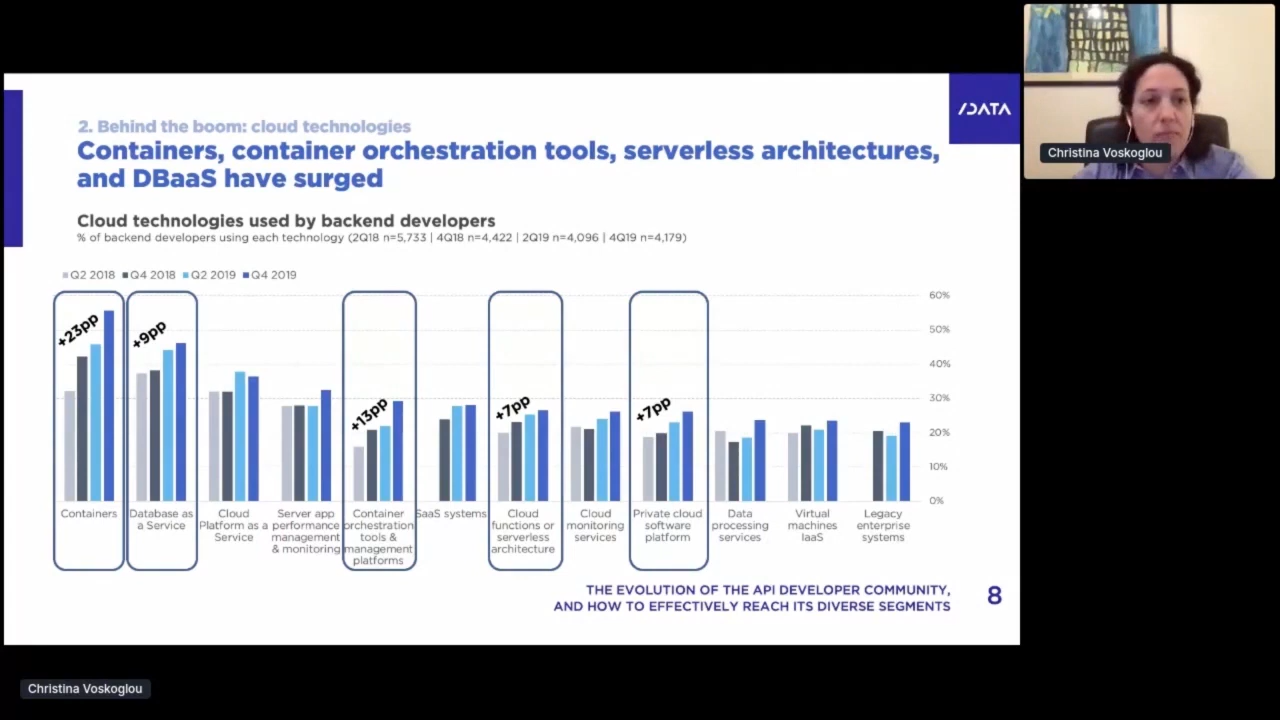 /DATA
Christina Voskoglou
2. Behind the boom: cloud technologies
Containers, container orchestration tools, serverless architectures,
and DBaaS have surged
Cloud technologies used by backend developers
% of backend developers using each technology (2Q18 n=5,733 | 4Q18 n=4,422 | 2Q19 n=4,096 | 4Q19 n=4,179)
Q2 2018 Q4 2018 Q2 2019 Q4 2019
60%
50%
40%
30%
20%
10%
0%
+23pp
+9pp
+13pp
+7pp
+7pp
Containers
Database as
a Service
Cloud
Platform as a
Service
Server app
performance
management
& monitoring
Container
orchestration
tools &
management
platforms
SaaS systems
Cloud
functions or
serverless
architecture
Cloud
monitoring
services
Private cloud
software
platform
Data
processing
services
Virtual
machines
IaaS
Legacy
enterprise
systems
THE EVOLUTION OF THE API DEVELOPER COMMUNITY,
AND HOW TO EFFECTIVELY REACH ITS DIVERSE SEGMENTS
8
Christina Voskoglou